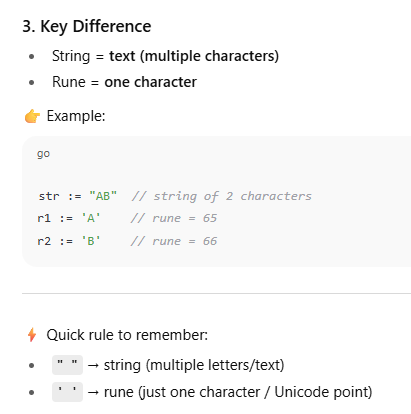 3. Key Difference
• String = text (multiple characters)
• Rune = one character
👉 Example:
go
str := "AB"  // string of 2 characters
r1 := 'A'    // rune = 65
r2 := 'B'    // rune = 66
⚡ Quick rule to remember:
• " " → string (multiple letters/text)
• ' ' → rune (just one character / Unicode point)